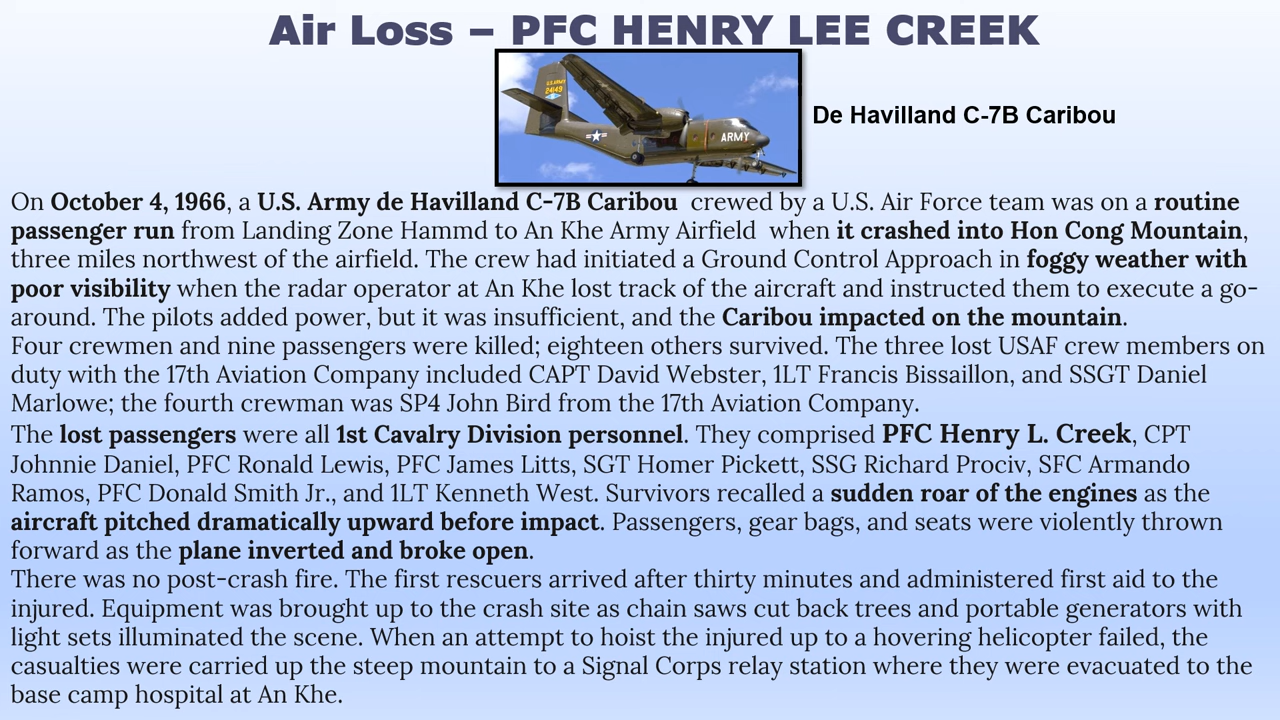 Air Loss – PFC HENRY LEE CREEK
U.S. ARMY
24149
ARMY
De Havilland C-7B Caribou
On October 4, 1966, a U.S. Army de Havilland C-7B Caribou crewed by a U.S. Air Force team was on a routine
passenger run from Landing Zone Hammd to An Khe Army Airfield when it crashed into Hon Cong Mountain,
three miles northwest of the airfield. The crew had initiated a Ground Control Approach in foggy weather with
poor visibility when the radar operator at An Khe lost track of the aircraft and instructed them to execute a go-
around. The pilots added power, but it was insufficient, and the Caribou impacted on the mountain.
Four crewmen and nine passengers were killed; eighteen others survived. The three lost USAF crew members on
duty with the 17th Aviation Company included CAPT David Webster, 1LT Francis Bissaillon, and SSGT Daniel
Marlowe; the fourth crewman was SP4 John Bird from the 17th Aviation Company.
The lost passengers were all 1st Cavalry Division personnel. They comprised PFC Henry L. Creek, CPT
Johnnie Daniel, PFC Ronald Lewis, PFC James Litts, SGT Homer Pickett, SSG Richard Prociv, SFC Armando
Ramos, PFC Donald Smith Jr., and 1LT Kenneth West. Survivors recalled a sudden roar of the engines as the
aircraft pitched dramatically upward before impact. Passengers, gear bags, and seats were violently thrown
forward as the plane inverted and broke open.
There was no post-crash fire. The first rescuers arrived after thirty minutes and administered first aid to the
injured. Equipment was brought up to the crash site as chain saws cut back trees and portable generators with
light sets illuminated the scene. When an attempt to hoist the injured up to a hovering helicopter failed, the
casualties were carried up the steep mountain to a Signal Corps relay station where they were evacuated to the
base camp hospital at An Khe.